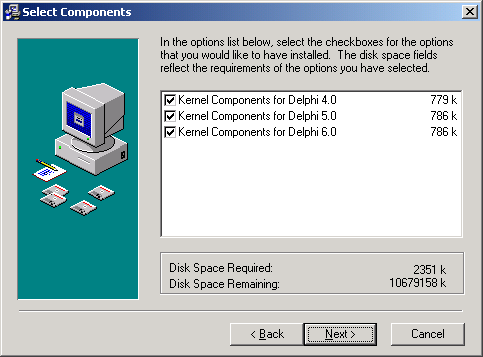 Select Components
In the options list below, select the checkboxes for the options
that you would like to have installed. The disk space fields
reflect the requirements of the options you have selected.
Kernel Components for Delphi 4.0 779 k
Kernel Components for Delphi 5.0 786 k
Kernel Components for Delphi 6.0 786 k
Disk Space Required: 2351 k
Disk Space Remaining: 10679158 k
< Back Next > Cancel